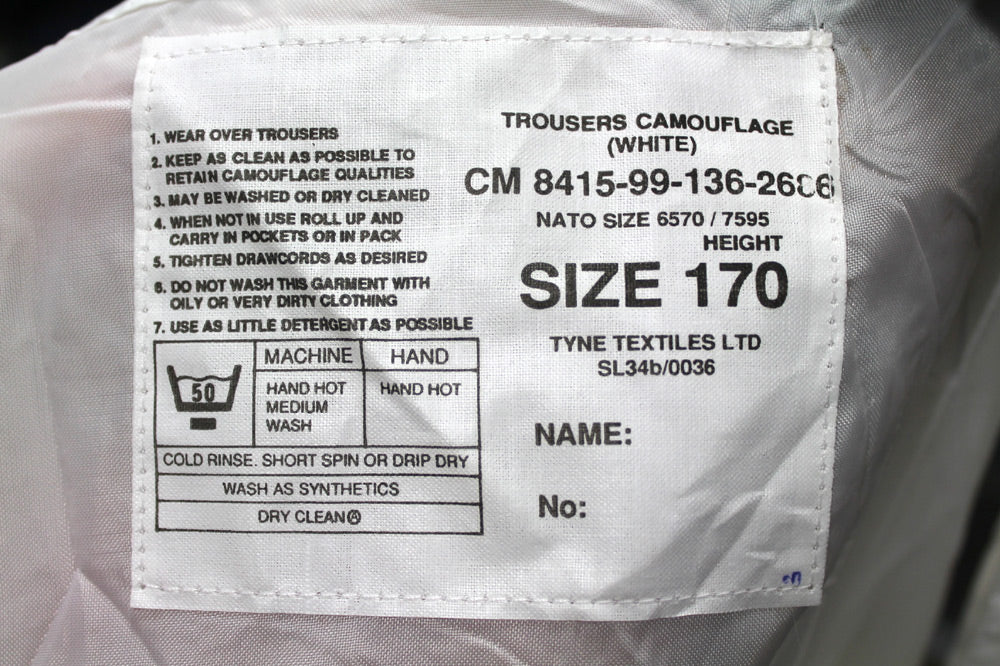 1. WEAR OVER TROUSERS
2. KEEP AS CLEAN AS POSSIBLE TO
RETAIN CAMOUFLAGE QUALITIES
3. MAY BE WASHED OR DRY CLEANED
4. WHEN NOT IN USE ROLL UP AND
CARRY IN POCKETS OR IN PACK
5. TIGHTEN DRAWCORDS AS DESIRED
6. DO NOT WASH THIS GARMENT WITH
OILY OR VERY DIRTY CLOTHING
7. USE AS LITTLE DETERGENT AS POSSIBLE
50
MACHINE
HAND HOT
MEDIUM
WASH
HAND
HAND HOT
COLD RINSE. SHORT SPIN OR DRIP DRY
WASH AS SYNTHETICS
DRY CLEAN Ⓐ
TROUSERS CAMOUFLAGE
(WHITE)
CM 8415-99-136-2686
NATO SIZE 6570 / 7595
HEIGHT
SIZE 170
TYNE TEXTILES LTD
SL34b/0036
NAME:
No: